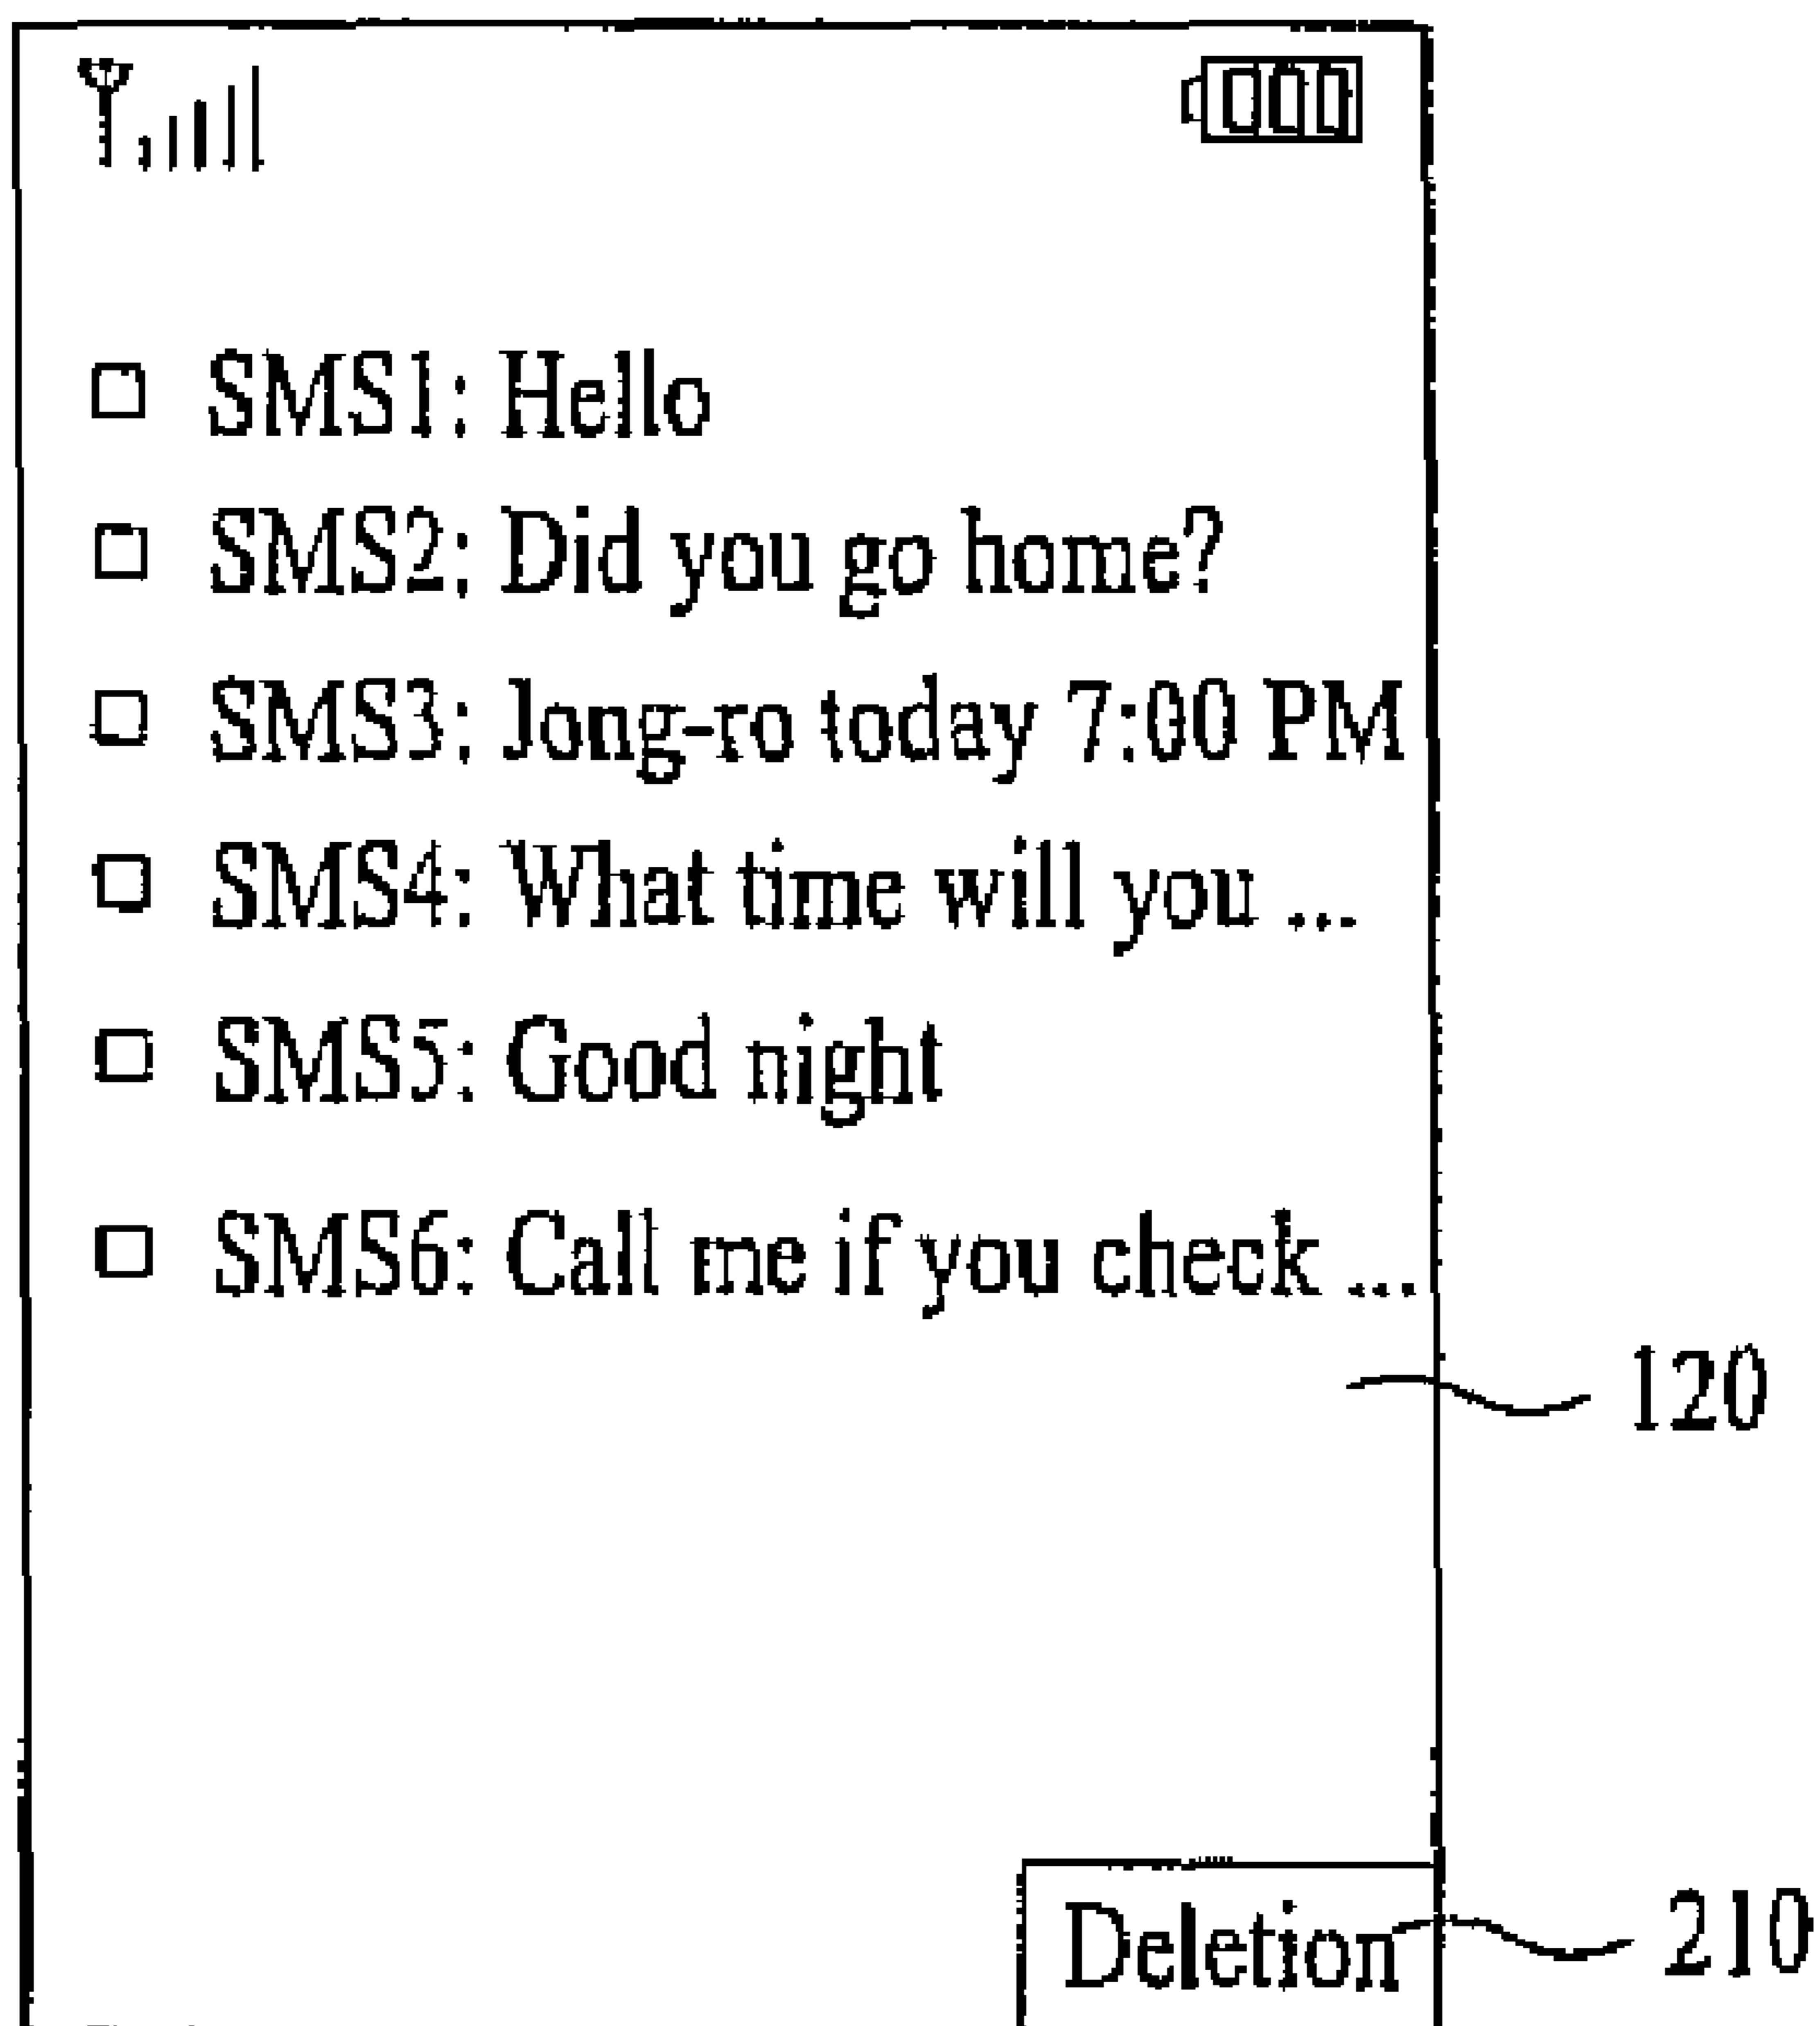 SMS1: Hello
SMS2: Did you go home?
SMS3: Jong-ro today 7:00 PM
SMS4: What time will you ...
SMS5: Good night
SMS6: Call me if you check ...
120
Deletion
210